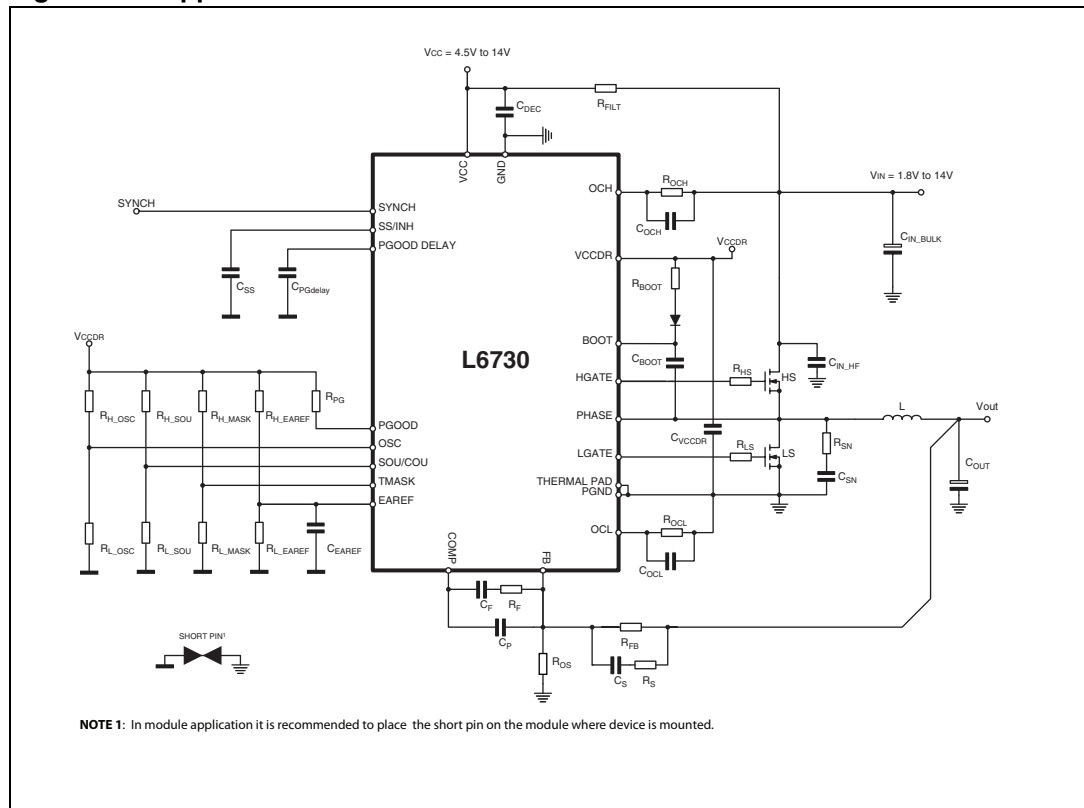 VCC = 4.5V to 14V
CDEC
RFILT
VCC
GND
VIN = 1.8V to 14V
OCH
ROCH
COCH
CIN_BULK
SYNCH
SYNCH
SS/INH
PGOOD DELAY
CSS
CPGdelay
VCCDR
VCCDR
RBOOT
BOOT
CBOOT
CIN_HF
L6730
HGATE
RHS
HS
VCCDR
RH_OSC
RH_SOU
RH_MASK
RH_EAREF
RPG
PHASE
L
Vout
PGOOD
OSC
SOU/COU
TMASK
EAREF
CVCCDR
RSN
LGATE
RLS
LS
CSN
COUT
THERMAL PAD
PGND
OCL
ROCL
COCL
RL_OSC
RL_SOU
RL_MASK
RL_EAREF
CEAREF
COMP
FB
CF
RF
CP
ROS
RFB
CS
RS
SHORT PIN1
NOTE 1: In module application it is recommended to place the short pin on the module where device is mounted.